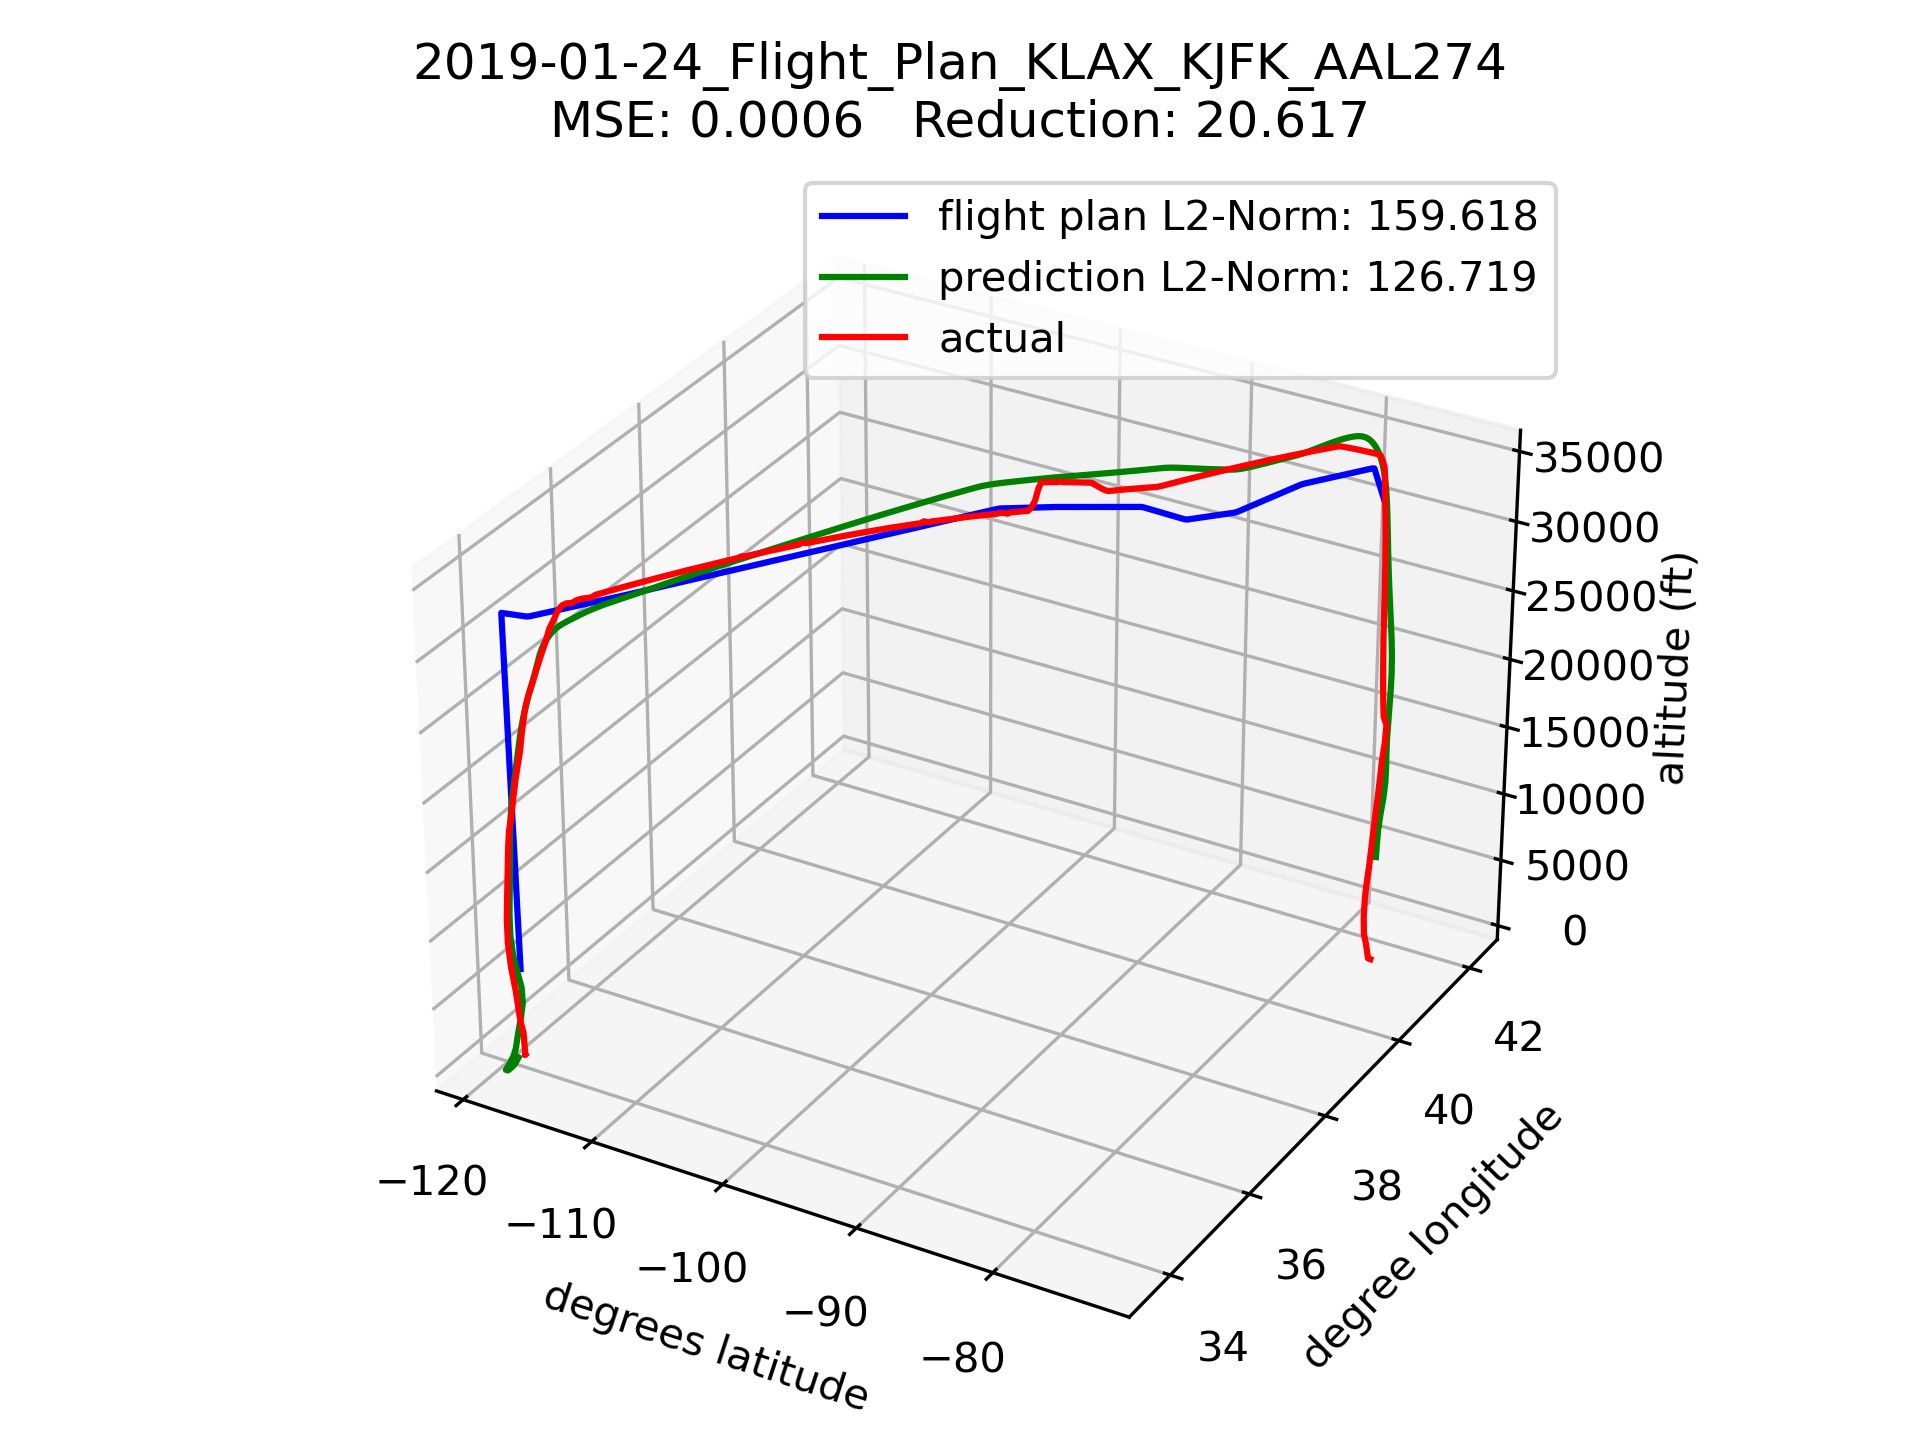 2019-01-24_Flight_Plan_KLAX_KJFK_AAL274
MSE: 0.0006   Reduction: 20.617
flight plan L2-Norm: 159.618
prediction L2-Norm: 126.719
actual
35000
30000
25000
20000
15000
10000
5000
0
altitude (ft)
42
40
38
36
34
degree longitude
−120
−110
−100
−90
−80
degrees latitude